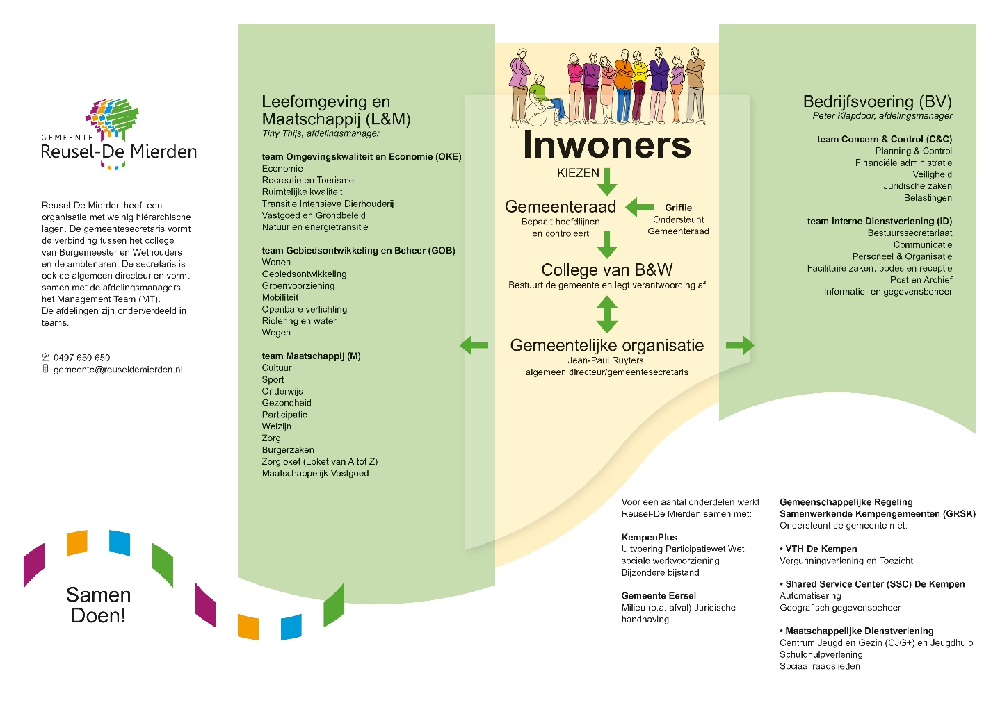 GEMEENTE
Reusel-De Mierden
Reusel-De Mierden heeft een
organisatie met weinig hiërarchische
lagen. De gemeentesecretaris vormt
de verbinding tussen het college
van Burgemeester en Wethouders
en de ambtenaren. De secretaris is
ook de algemeen directeur en vormt
samen met de afdelingsmanagers
het Management Team (MT).
De afdelingen zijn onderverdeeld in
teams.
0497 650 650
gemeente@reuseldemierden.nl
Samen
Doen!
Leefomgeving en
Maatschappij (L&M)
Tiny Thijs, afdelingsmanager
team Omgevingskwaliteit en Economie (OKE)
Economie
Recreatie en Toerisme
Ruimtelijke kwaliteit
Transitie Intensieve Dierhouderij
Vastgoed en Grondbeleid
Natuur en energietransitie
team Gebiedsontwikkeling en Beheer (GOB)
Wonen
Gebiedsontwikkeling
Groenvoorziening
Mobiliteit
Openbare verlichting
Riolering en water
Wegen
team Maatschappij (M)
Cultuur
Sport
Onderwijs
Gezondheid
Participatie
Welzijn
Zorg
Burgerzaken
Zorgloket (Loket van A tot Z)
Maatschappelijk Vastgoed
Inwoners
KIEZEN
Gemeenteraad
Bepaalt hoofdlijnen
en controleert
Griffie
Ondersteunt
Gemeenteraad
College van B&W
Bestuurt de gemeente en legt verantwoording af
Gemeentelijke organisatie
Jean-Paul Ruyters,
algemeen directeur/gemeentesecretaris
Bedrijfsvoering (BV)
Peter Klapdoor, afdelingsmanager
team Concern & Control (C&C)
Planning & Control
Financiële administratie
Veiligheid
Juridische zaken
Belastingen
team Interne Dienstverlening (ID)
Bestuurssecretariaat
Communicatie
Personeel & Organisatie
Facilitaire zaken, bodes en receptie
Post en Archief
Informatie- en gegevensbeheer
Voor een aantal onderdelen werkt
Reusel-De Mierden samen met:
KempenPlus
Uitvoering Participatiewet Wet
sociale werkvoorziening
Bijzondere bijstand
Gemeente Eersel
Milieu (o.a. afval) Juridische
handhaving
Gemeenschappelijke Regeling
Samenwerkende Kempengemeenten (GRSK)
Ondersteunt de gemeente met:
• VTH De Kempen
Vergunningverlening en Toezicht
• Shared Service Center (SSC) De Kempen
Automatisering
Geografisch gegevensbeheer
• Maatschappelijke Dienstverlening
Centrum Jeugd en Gezin (CJG+) en Jeugdhulp
Schuldhulpverlening
Sociaal raadslieden